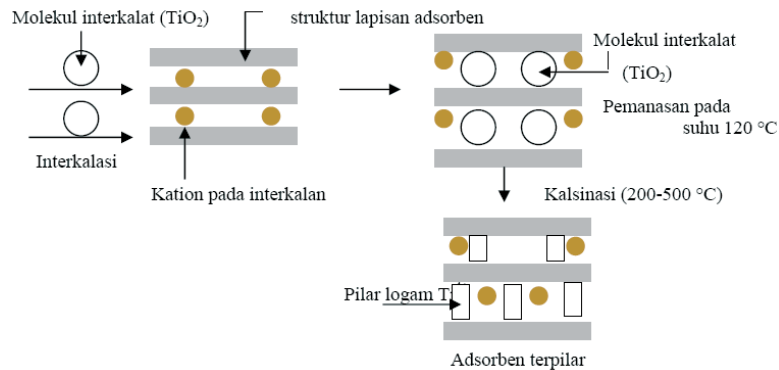 Molekul interkalat (TiO₂)
struktur lapisan adsorben
Interkalasi
Kation pada interkalan
Molekul interkalat
(TiO₂)
Pemanasan pada
suhu 120 °C
Kalsinasi (200-500 °C)
Pilar logam
Adsorben terpilar